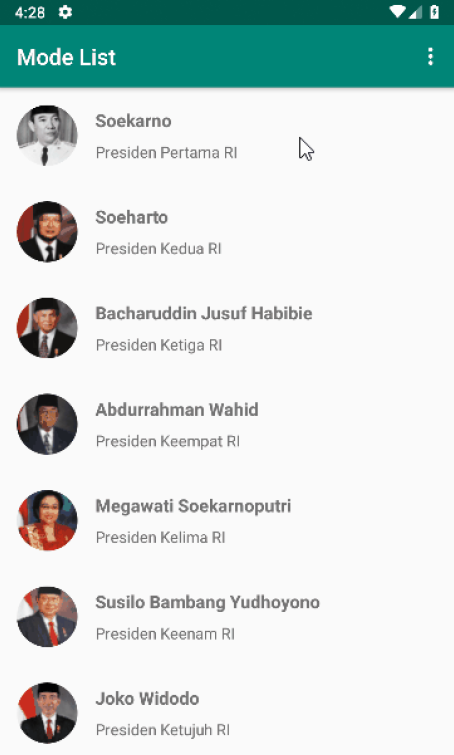 4:28
Mode List
Soekarno
Presiden Pertama RI
Soeharto
Presiden Kedua RI
Bacharuddin Jusuf Habibie
Presiden Ketiga RI
Abdurrahman Wahid
Presiden Keempat RI
Megawati Soekarnoputri
Presiden Kelima RI
Susilo Bambang Yudhoyono
Presiden Keenam RI
Joko Widodo
Presiden Ketujuh RI